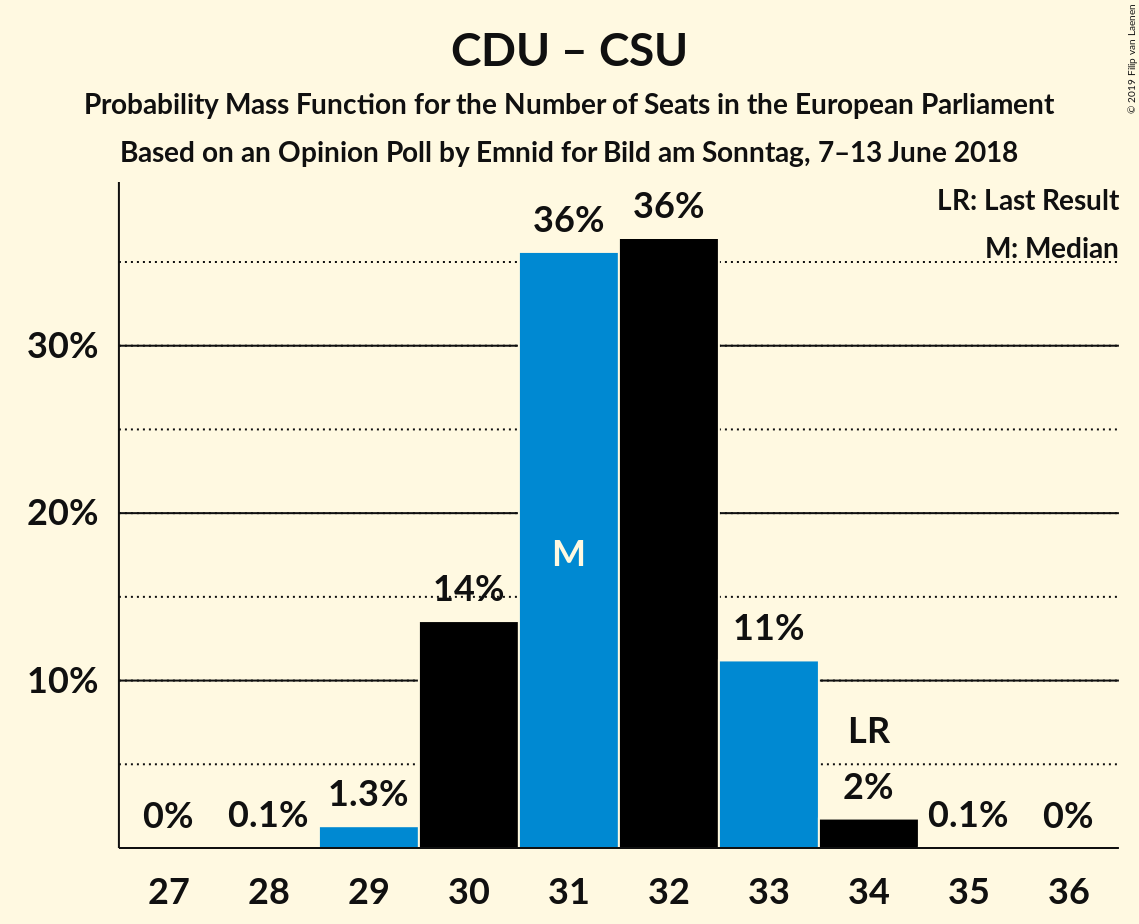 CDU – CSU
Probability Mass Function for the Number of Seats in the European Parliament
Based on an Opinion Poll by Emnid for Bild am Sonntag, 7–13 June 2018
© 2019 Filip van Laenen
LR: Last Result
M: Median
36% 36%
30%
20%
M
14%
11%
10%
LR
0% 0.1% 1.3% 2% 0.1% 0%
27 28 29 30 31 32 33 34 35 36